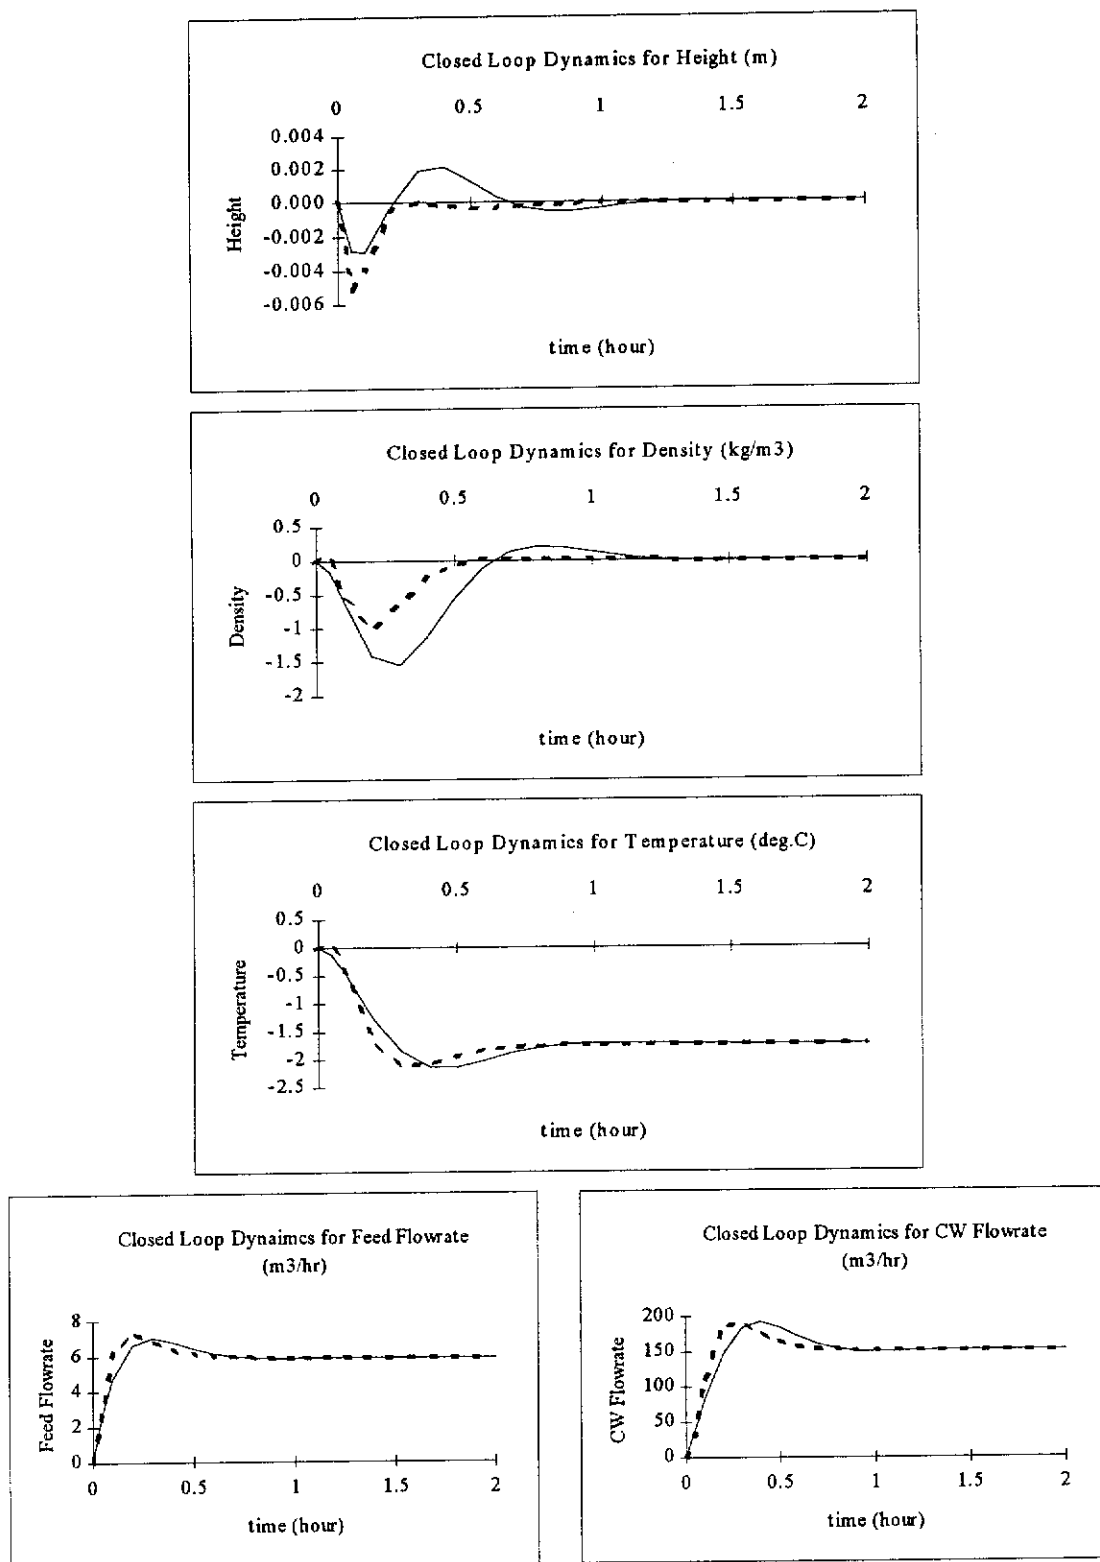 Closed Loop Dynamics for Height (m)
0 0.5 1 1.5 2
0.004
0.002
0.000
-0.002
-0.004
-0.006
Height
time (hour)
Closed Loop Dynamics for Density (kg/m3)
0 0.5 1 1.5 2
0.5
0
-0.5
-1
-1.5
-2
Density
time (hour)
Closed Loop Dynamics for Temperature (deg.C)
0 0.5 1 1.5 2
0.5
0
-0.5
-1
-1.5
-2
-2.5
Temperature
time (hour)
Closed Loop Dynaimcs for Feed Flowrate
(m3/hr)
8
6
4
2
0
Feed Flowrate
0 0.5 1 1.5 2
time (hour)
Closed Loop Dynamics for CW Flowrate
(m3/hr)
200
150
100
50
0
CW Flowrate
0 0.5 1 1.5 2
time (hour)